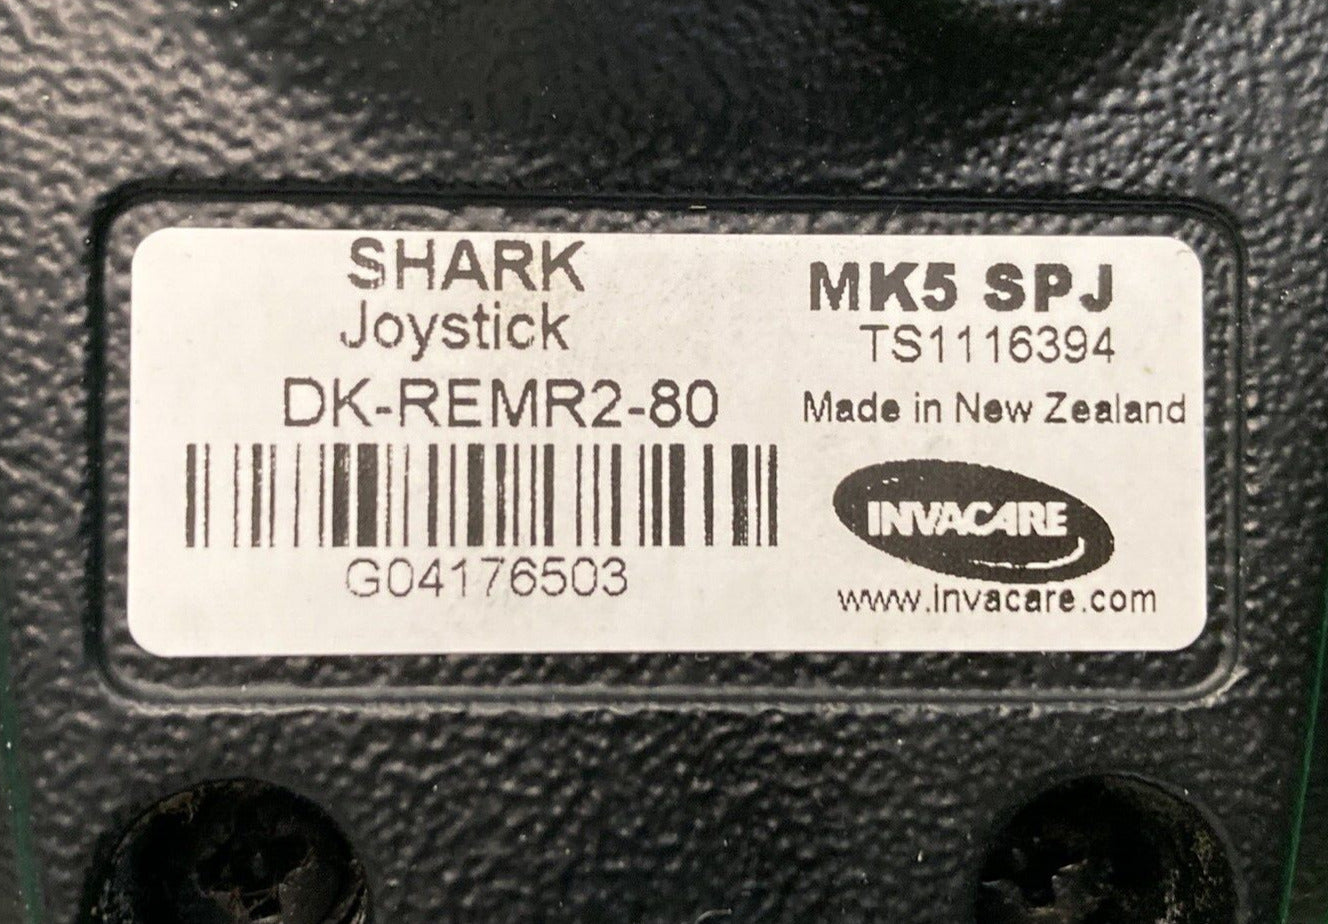 SHARK
Joystick
DK-REMR2-80
G04176503
MK5 SPJ
TS1116394
Made in New Zealand
INVACARE
www.invacare.com